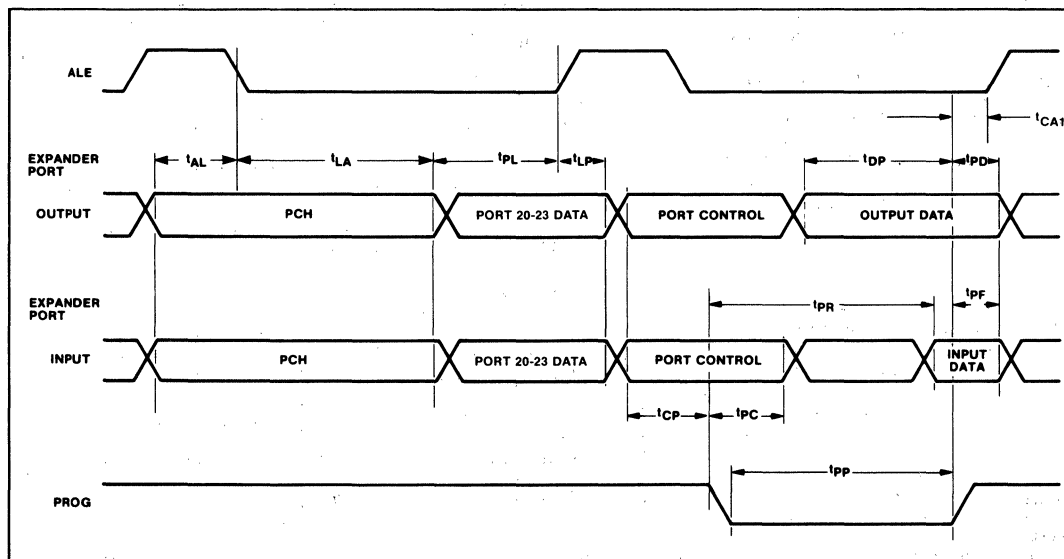 ALE
tCA1
EXPANDER PORT
tAL tLA tPL tLP tDP tPD
OUTPUT PCH PORT 20-23 DATA PORT CONTROL OUTPUT DATA
EXPANDER PORT
tPR tPF
INPUT PCH PORT 20-23 DATA PORT CONTROL INPUT DATA
tCP tPC
tPP
PROG